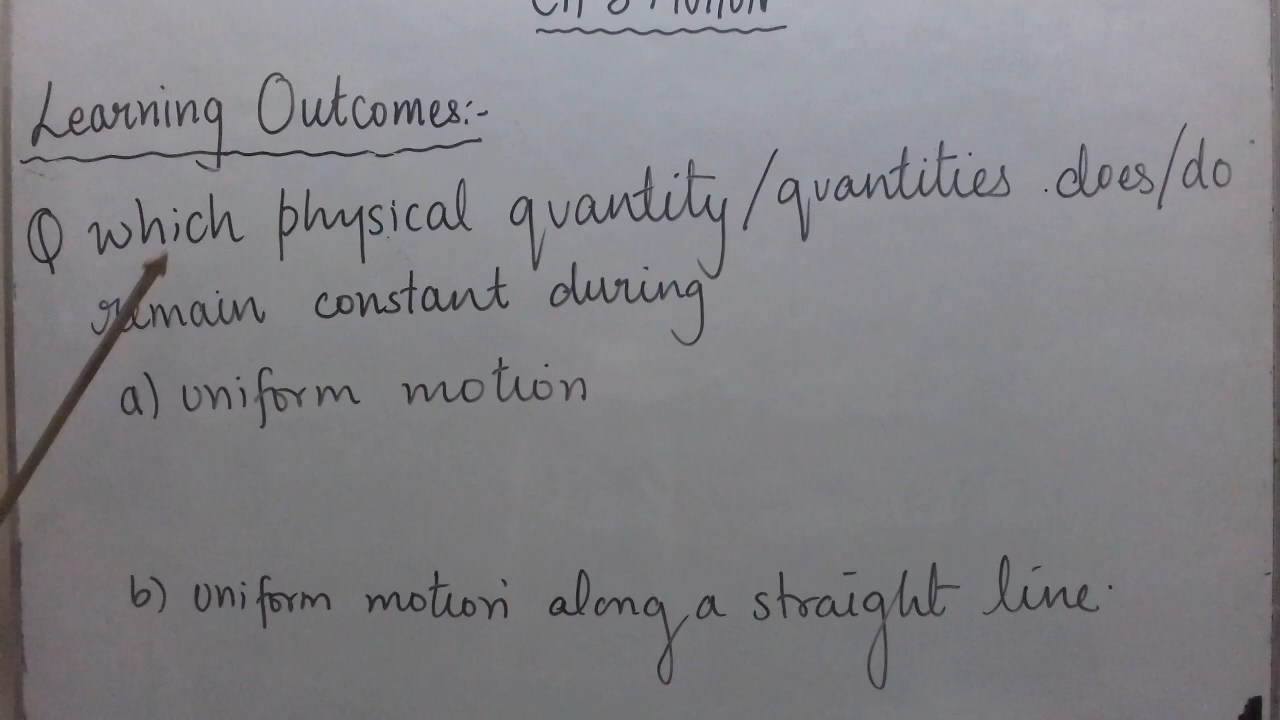 Learning Outcomes:-
Q which physical quantity/quantities does/do
remain constant during
a) uniform motion
b) uniform motion along a straight line.